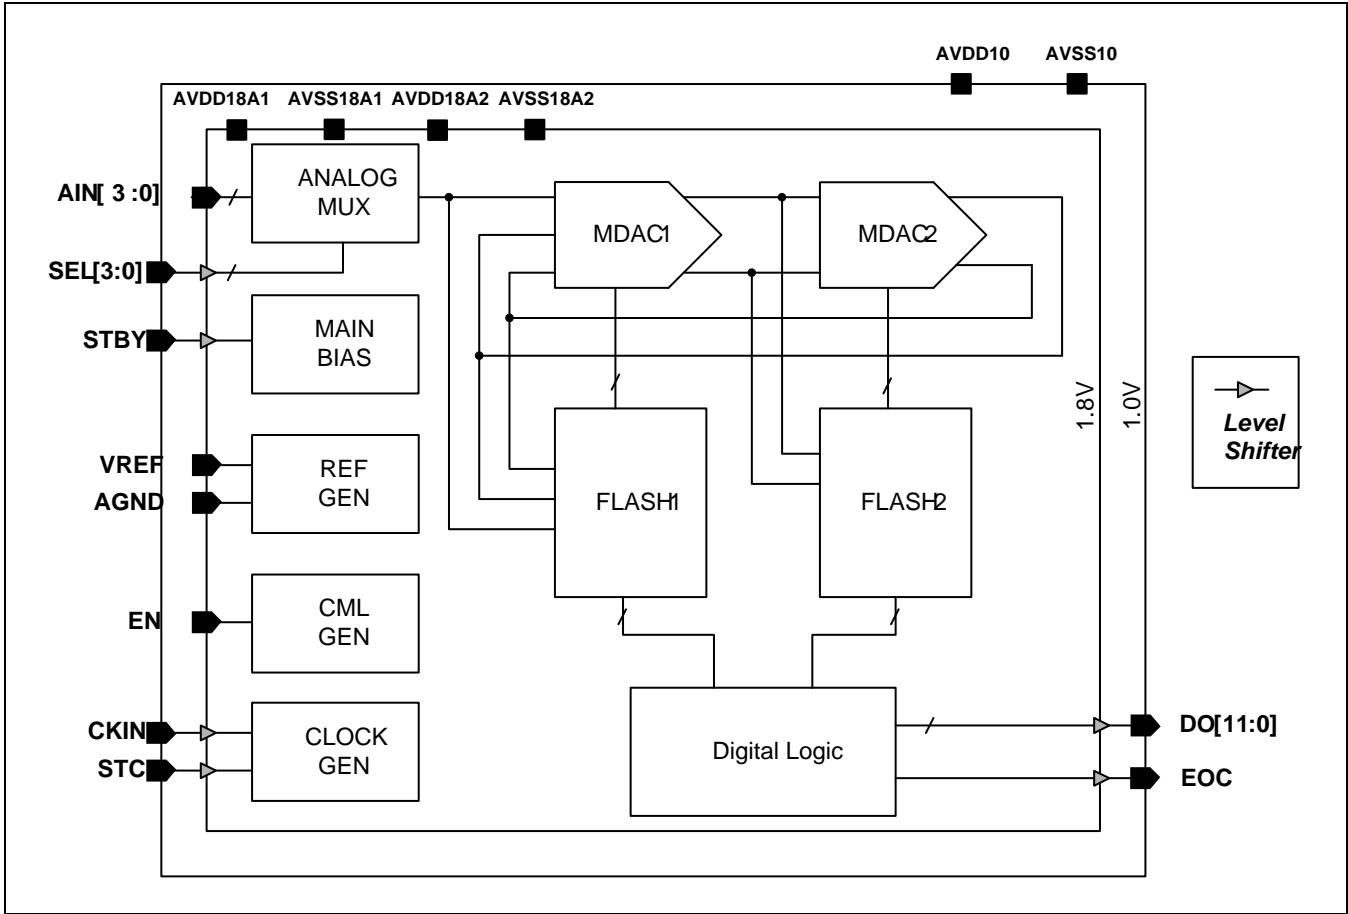 AVDD10 AVSS10
AVDD18A1 AVSS18A1 AVDD18A2 AVSS18A2
AIN[ 3 :0]
ANALOG
MUX
MDAC1
MDAC2
SEL[3:0]
STBY
MAIN
BIAS
1.8V
1.0V
Level
Shifter
VREF
AGND
REF
GEN
FLASH1
FLASH2
EN
CML
GEN
CKIN
STC
CLOCK
GEN
Digital Logic
DO[11:0]
EOC